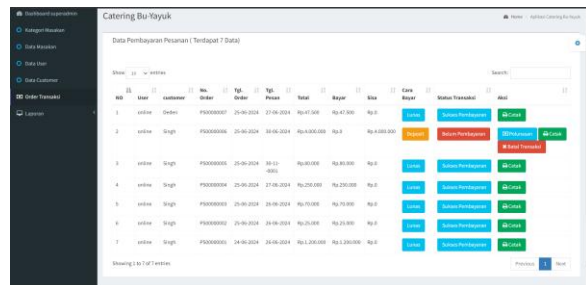 Dashboard superadmin
Catering Bu Yayuk
Home
Aplikasi Catering Bu Yayuk
Kategori Masakan
Data Masakan
Data User
Data Customer
Order Transaksi
Laporan
Data Pembayaran Pesanan ( Terdapat 7 Data)
Show 10 entries
Search:
NO User customer No. Order Tgl. Order Tgl. Pesan Total Bayar Sisa Cara Bayar Status Transaksi Aksi
1 online Deden PS00000007 25-06-2024 27-06-2024 Rp.47.500 Rp.47.500 Rp.0 Lunas Sukses Pembayaran Cetak
2 online Singh PS00000006 25-06-2024 30-06-2024 Rp.4.000.000 Rp.0 Rp.4.000.000 Deposit Belum Pembayaran Pelunasan Cetak
Batal Transaksi
3 online Singh PS00000005 25-06-2024 30-11--0001 Rp.80.000 Rp.80.000 Rp.0 Lunas Sukses Pembayaran Cetak
4 online Singh PS00000004 25-06-2024 27-06-2024 Rp.250.000 Rp.250.000 Rp.0 Lunas Sukses Pembayaran Cetak
5 online Singh PS00000003 25-06-2024 26-06-2024 Rp.70.000 Rp.70.000 Rp.0 Lunas Sukses Pembayaran Cetak
6 online Singh PS00000002 25-06-2024 26-06-2024 Rp.25.000 Rp.25.000 Rp.0 Lunas Sukses Pembayaran Cetak
7 online Singh PS00000001 24-06-2024 26-06-2024 Rp.1.200.000 Rp.1.200.000 Rp.0 Lunas Sukses Pembayaran Cetak
Showing 1 to 7 of 7 entries
Previous 1 Next